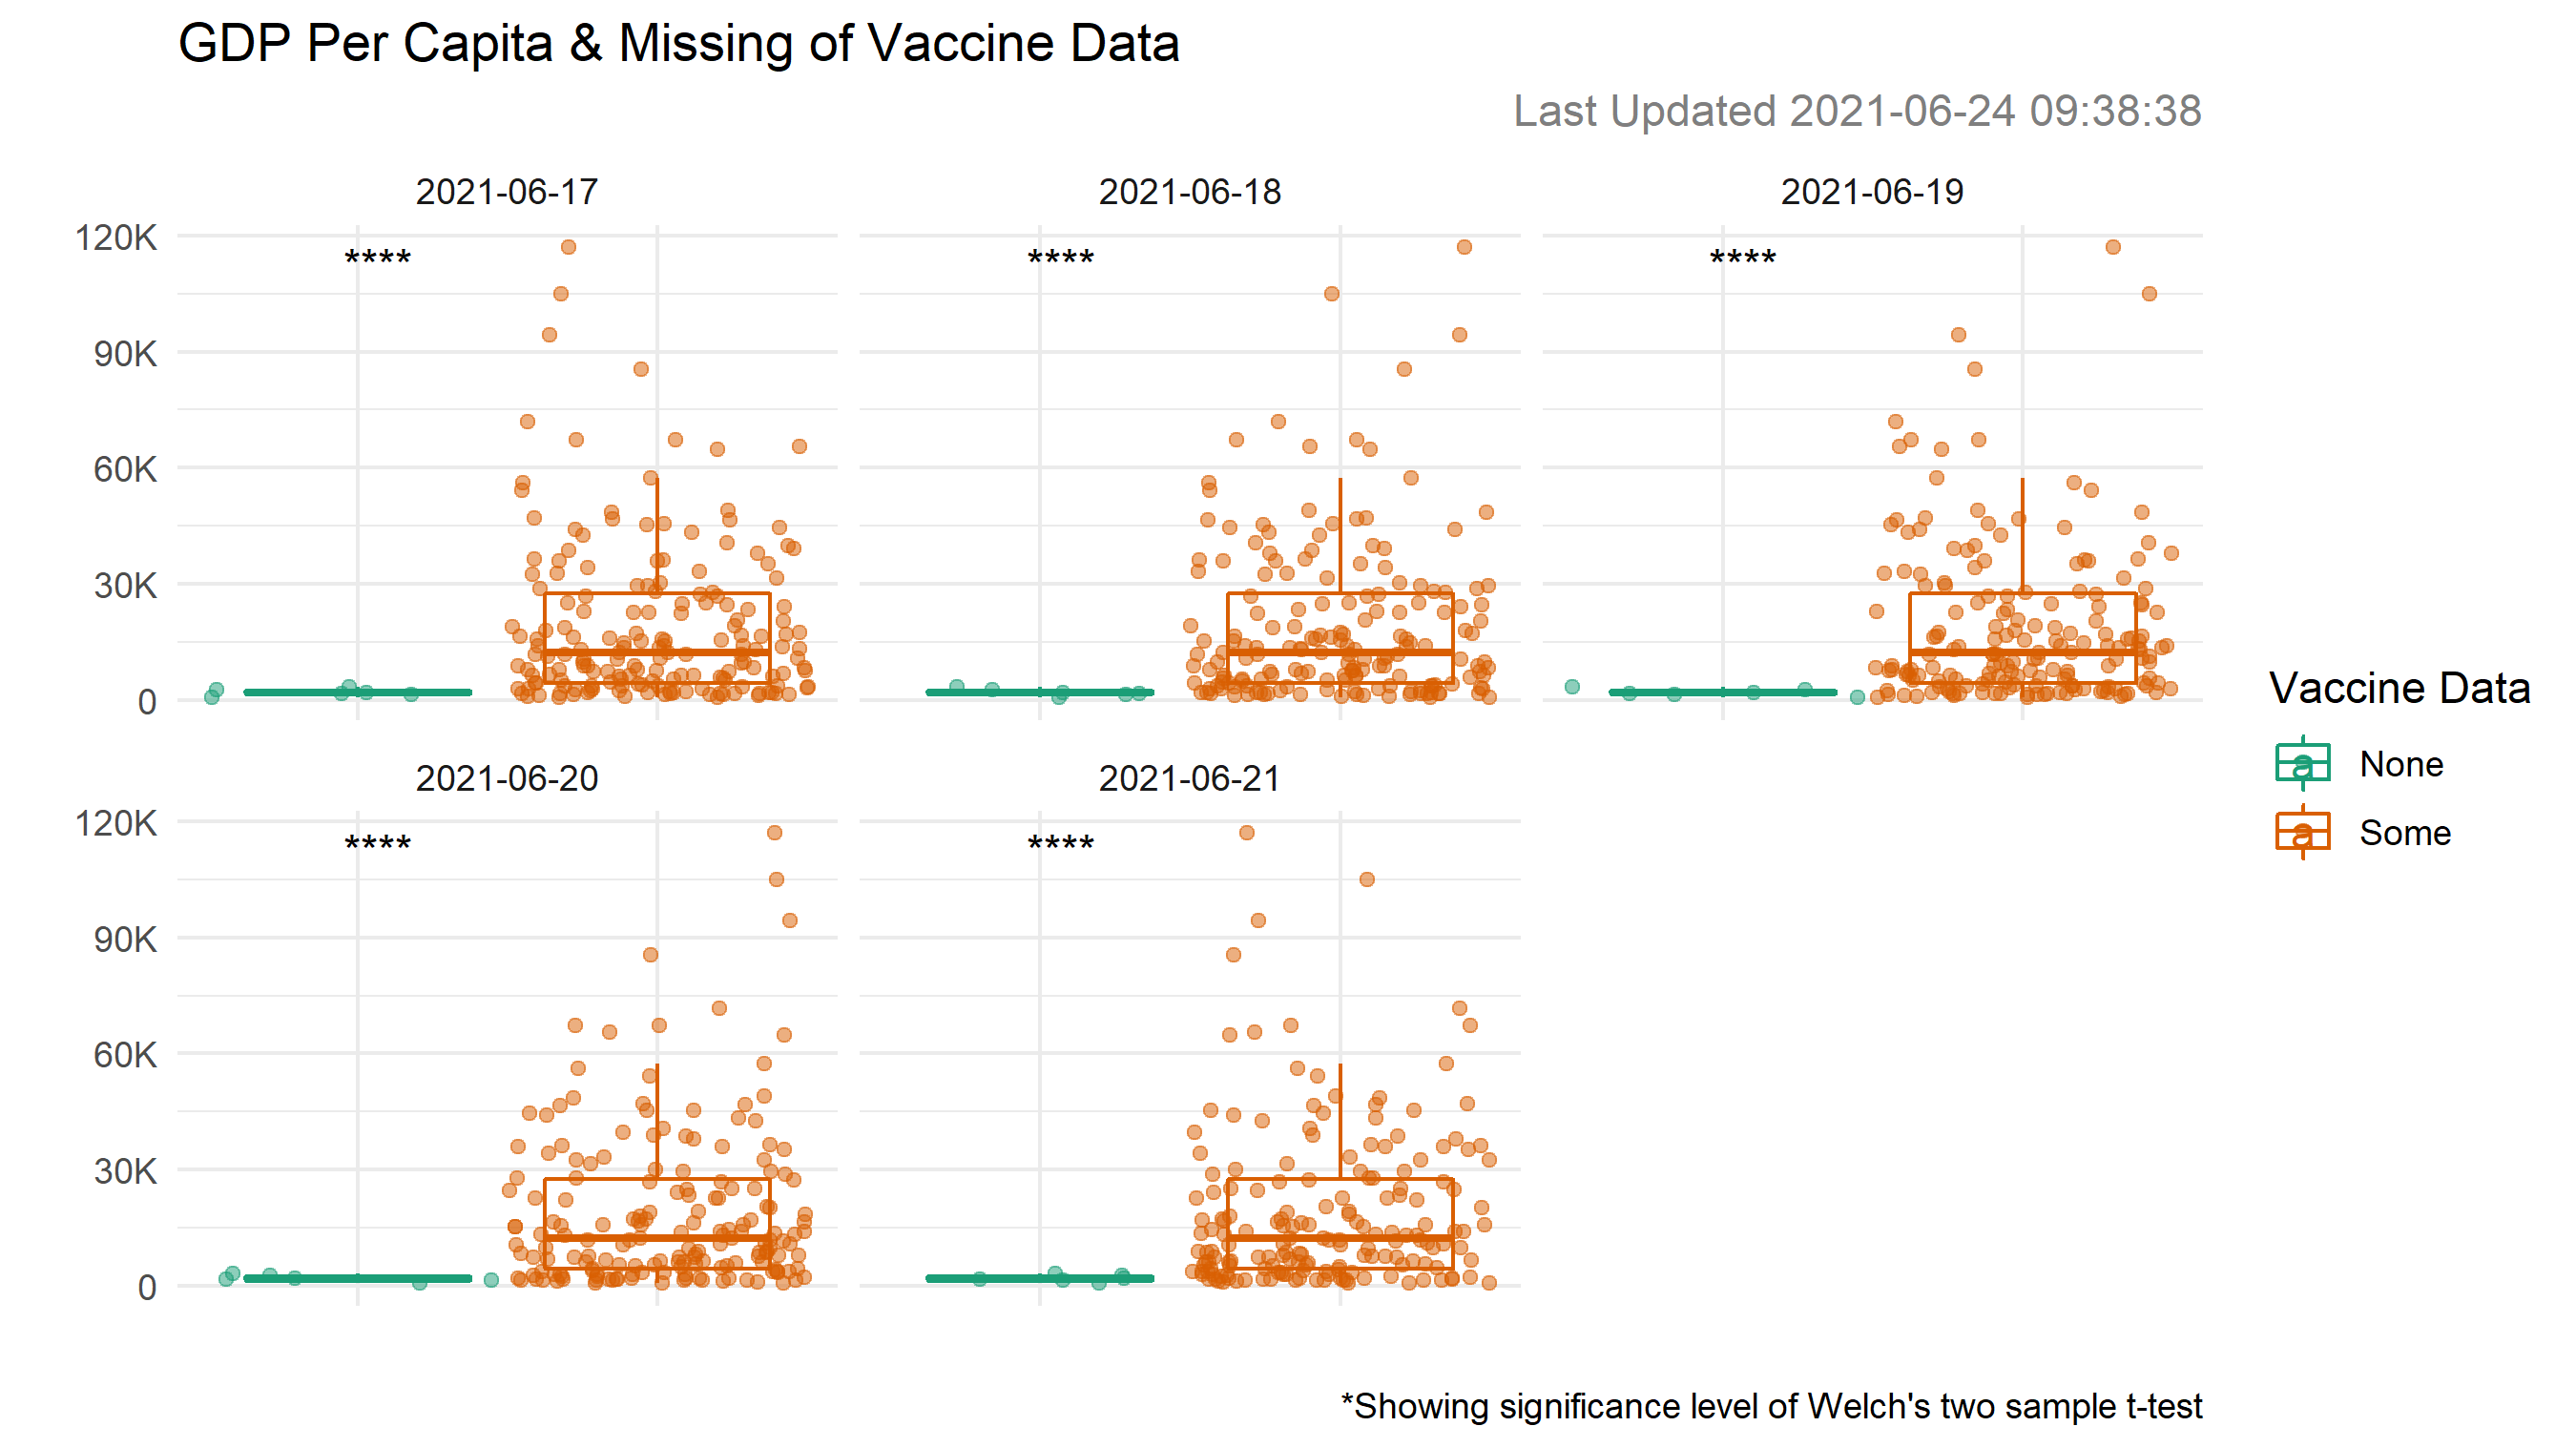 GDP Per Capita & Missing of Vaccine Data
Last Updated 2021-06-24 09:38:38
2021-06-17
2021-06-18
2021-06-19
120K
90K
60K
30K
0
****
****
****
2021-06-20
2021-06-21
120K
90K
60K
30K
0
****
****
Vaccine Data
a None
a Some
*Showing significance level of Welch's two sample t-test